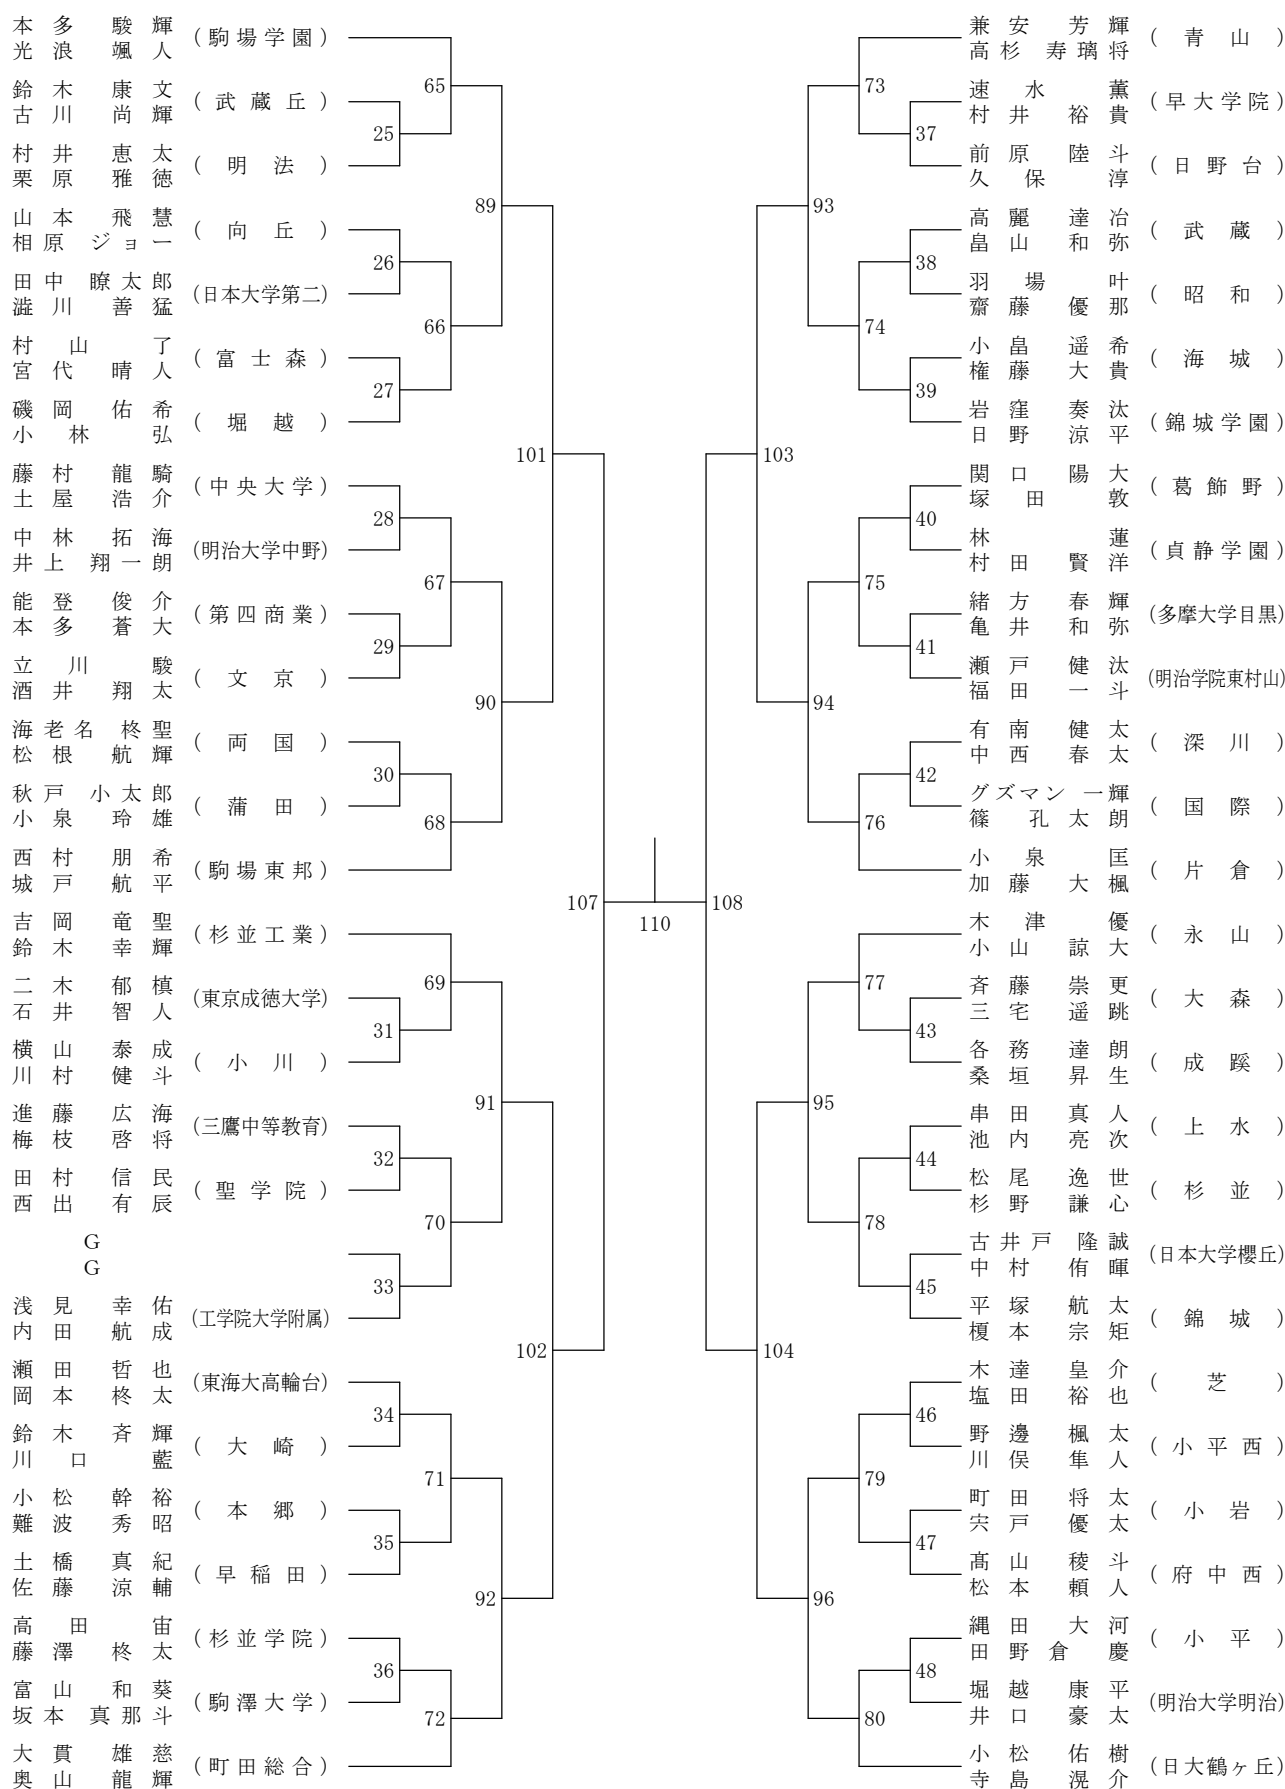 本多 駿輝
光浪 颯人 (駒場学園)
65
鈴木 康文
古川 尚輝 (武蔵丘)
25
村井 恵太
栗原 雅徳 (明法)
89
山本 飛慧
相原 ジョー (向丘)
26
田中 瞭太郎
澁川 善猛 (日本大学第二)
66
村山 了
宮代 晴人 (富士森)
27
磯岡 佑希
小林 弘 (堀越)
101
藤村 龍騎
土屋 浩介 (中央大学)
28
中林 拓海
井上 翔一朗 (明治大学中野)
67
能登 俊介
本多 蒼大 (第四商業)
29
立川 駿
酒井 翔太 (文京)
90
海老名 柊聖
松根 航輝 (両国)
30
秋戸 小太郎
小泉 玲雄 (蒲田)
68
西村 朋希
城戸 航平 (駒場東邦)
107
吉岡 竜聖
鈴木 幸輝 (杉並工業)
69
二木 郁槙
石井 智人 (東京成徳大学)
31
横山 泰成
川村 健斗 (小川)
91
進藤 広海
梅枝 啓将 (三鷹中等教育)
32
田村 信民
西出 有辰 (聖学院)
70
G
G
33
浅見 幸佑
内田 航成 (工学院大学附属)
102
瀬田 哲也
岡本 柊太 (東海大高輪台)
34
鈴木 斉輝
川口 藍 (大崎)
71
小松 幹裕
難波 秀昭 (本郷)
35
土橋 真紀
佐藤 涼輔 (早稲田)
92
高田 宙
藤澤 柊太 (杉並学院)
36
富山 和葵
坂本 真那斗 (駒澤大学)
72
大貫 雄慈
奥山 龍輝 (町田総合)
110
兼安 芳輝
高杉 寿璃将 (青山)
73
速水 薫
村井 裕貴 (早大学院)
37
前原 陸斗
久保 淳 (日野台)
93
高麗 達冶
畠山 和弥 (武蔵)
38
羽場 叶
齋藤 優那 (昭和)
74
小畠 遥希
権藤 大貴 (海城)
39
岩窪 奏汰
日野 涼平 (錦城学園)
103
関口 陽大
塚田 敦 (葛飾野)
40
林 蓮
村田 賢洋 (貞静学園)
75
緒方 春輝
亀井 和弥 (多摩大学目黒)
41
瀬戸 健汰
福田 一斗 (明治学院東村山)
94
有南 健太
中西 春太 (深川)
42
グズマン 一輝
篠 孔太朗 (国際)
76
小泉 匡
加藤 大楓 (片倉)
108
木津 優
小山 諒大 (永山)
77
斉藤 崇更
三宅 遥跳 (大森)
43
各務 達朗
桑垣 昇生 (成蹊)
95
串田 真人
池内 亮次 (上水)
44
松尾 逸世
杉野 謙心 (杉並)
78
古井戸 隆誠
中村 侑暉 (日本大学櫻丘)
45
平塚 航太
榎本 宗矩 (錦城)
104
木達 皇介
塩田 裕也 (芝)
46
野邊 楓太
川俣 隼人 (小平西)
79
町田 将太
宍戸 優太 (小岩)
47
髙山 稜斗
松本 頼人 (府中西)
96
縄田 大河
田野倉 慶 (小平)
48
堀越 康平
井口 豪太 (明治大学明治)
80
小松 佑樹
寺島 滉介 (日大鶴ヶ丘)